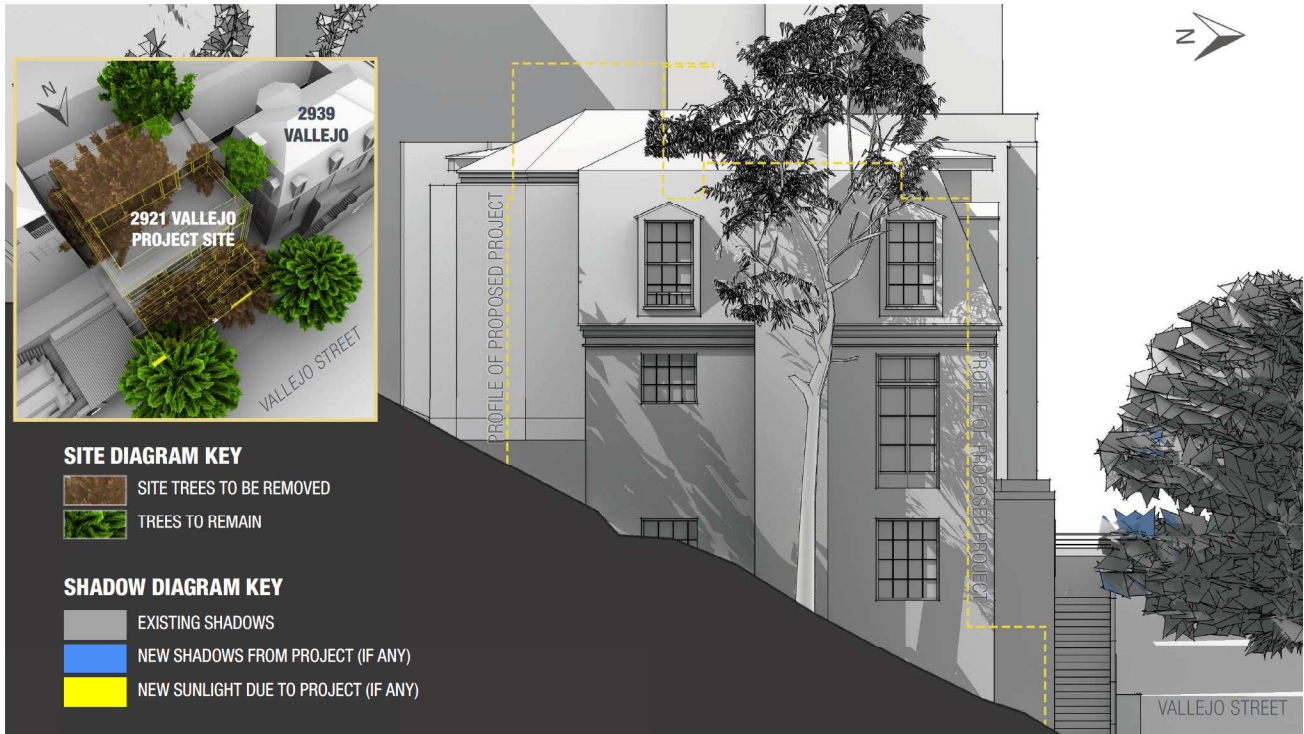 N
2939
VALLEJO
2921 VALLEJO
PROJECT SITE
VALLEJO STREET
SITE DIAGRAM KEY
SITE TREES TO BE REMOVED
TREES TO REMAIN
SHADOW DIAGRAM KEY
EXISTING SHADOWS
NEW SHADOWS FROM PROJECT (IF ANY)
NEW SUNLIGHT DUE TO PROJECT (IF ANY)
PROFILE OF PROPOSED PROJECT
PROFILE OF PROPOSED PROJECT
N
VALLEJO STREET